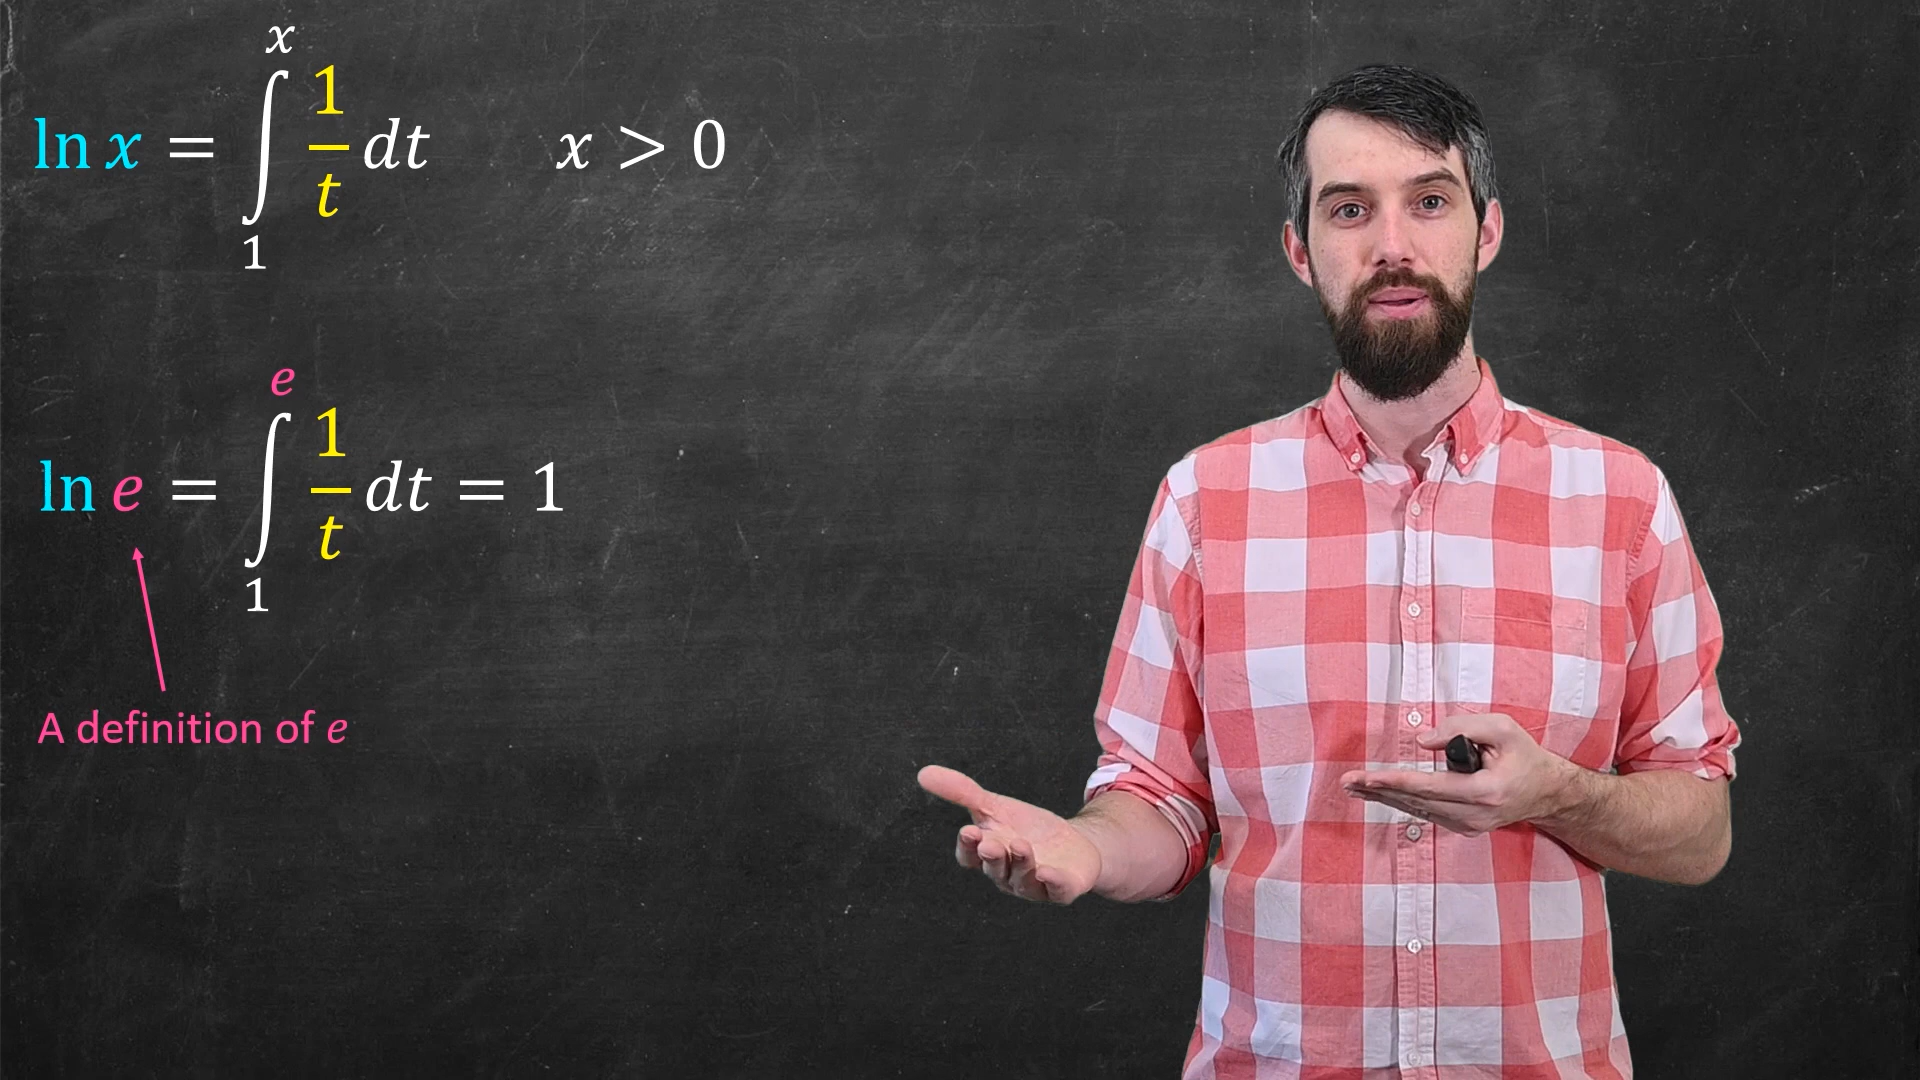 ln x = ∫₁ˣ 1/t dt x > 0
ln e = ∫₁ᵉ 1/t dt = 1
A definition of e